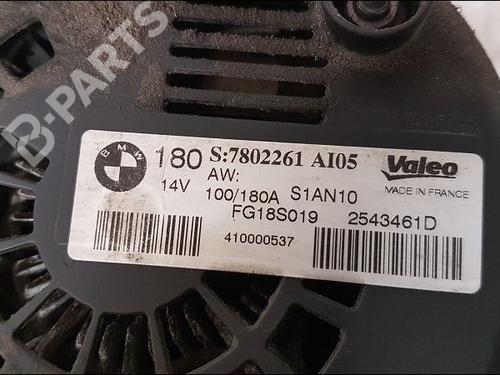 B-PARTS
BMW
180 S:7802261 AI05 Valeo
14V AW: MADE IN FRANCE
100/180A S1AN10
FG18S019 2543461D
410000537